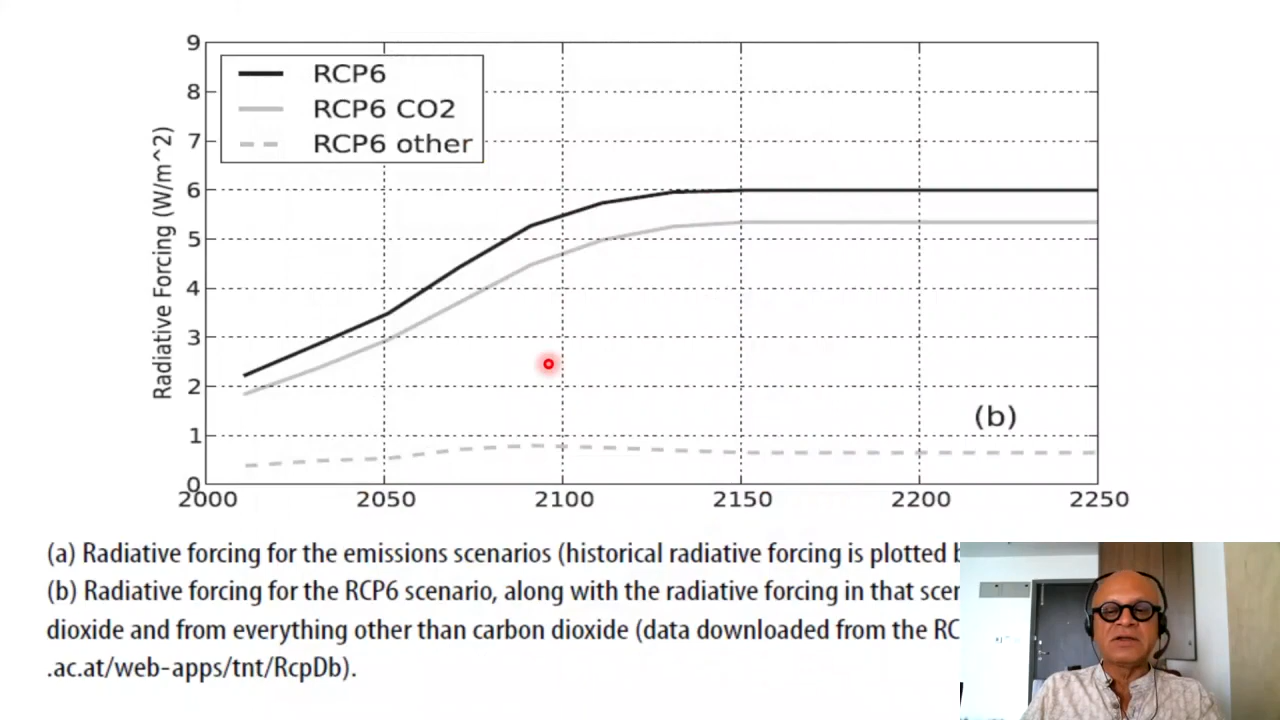 9
8
7
6
5
4
3
2
1
0
Radiative Forcing (W/m^2)
RCP6
RCP6 CO2
RCP6 other
(b)
2000 2050 2100 2150 2200 2250
(a) Radiative forcing for the emissions scenarios (historical radiative forcing is plotted
(b) Radiative forcing for the RCP6 scenario, along with the radiative forcing in that
dioxide and from everything other than carbon dioxide (data downloaded from the
.ac.at/web-apps/tnt/RcpDb).